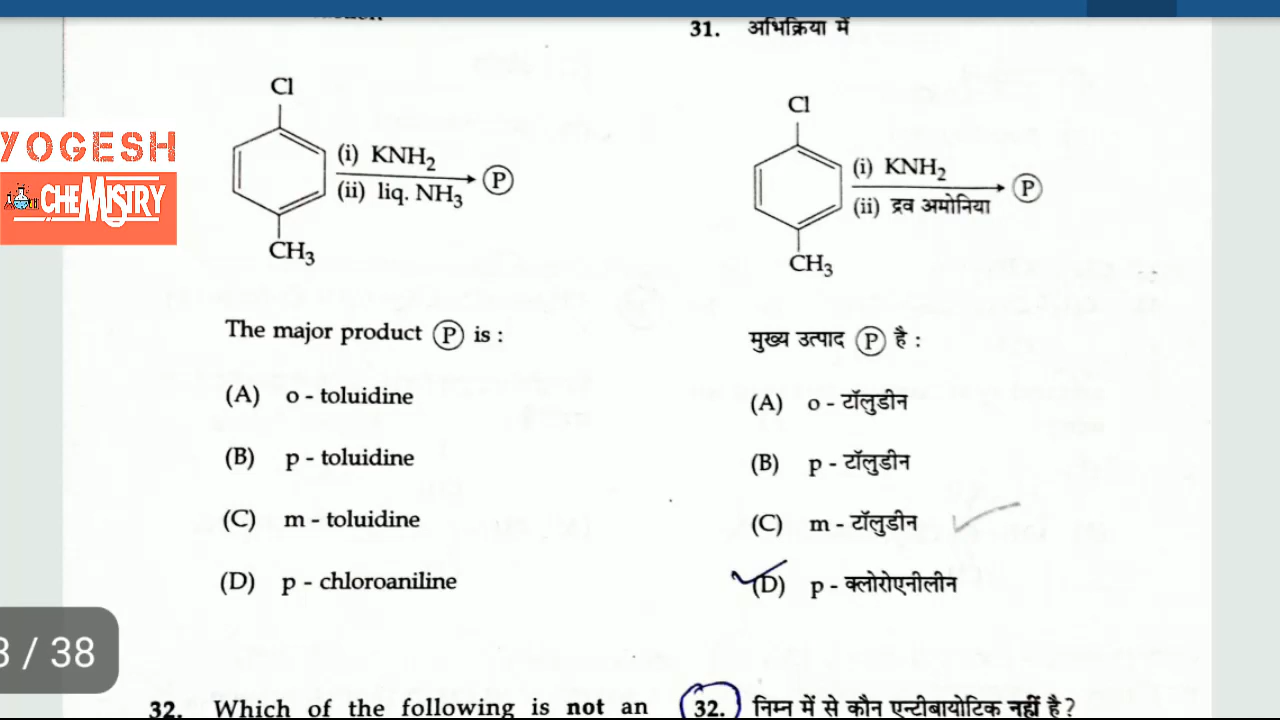 31. अभिक्रिया में
YOGESH
CHEMISTRY
Cl
(i) KNH₂
(ii) liq. NH₃
P
CH₃
The major product P is :
(A) o - toluidine
(B) p - toluidine
(C) m - toluidine
(D) p - chloroaniline
Cl
(i) KNH₂
(ii) द्रव अमोनिया
P
CH₃
मुख्य उत्पाद P है :
(A) o - टॉलुडीन
(B) p - टॉलुडीन
(C) m - टॉलुडीन
(D) p - क्लोरोएनीलीन
3 / 38
32. Which of the following is not an
32. निम्न में से कौन एन्टीबायोटिक नहीं है?